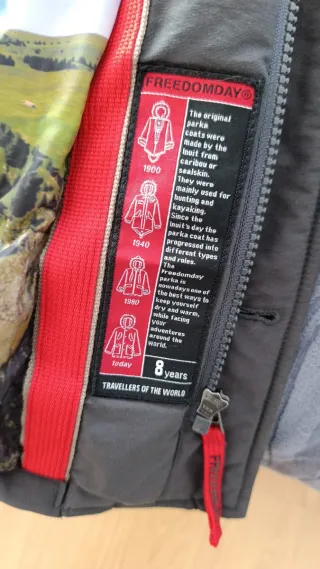 FREEDOMDAY®
The original
parka
coats were
made by the
Inuit from
caribou or
sealskin.
They were
mainly used for
hunting and
kayaking.
Since the
Inuit's day the
parka coat has
progressed into
different types
and roles.
The
Freedomday
parka is
nowadays one of
the best ways to
keep yourself
dry and warm,
while facing
your
adventures
around the
world.
1900
1940
1980
today
8 years
TRAVELLERS OF THE WORLD